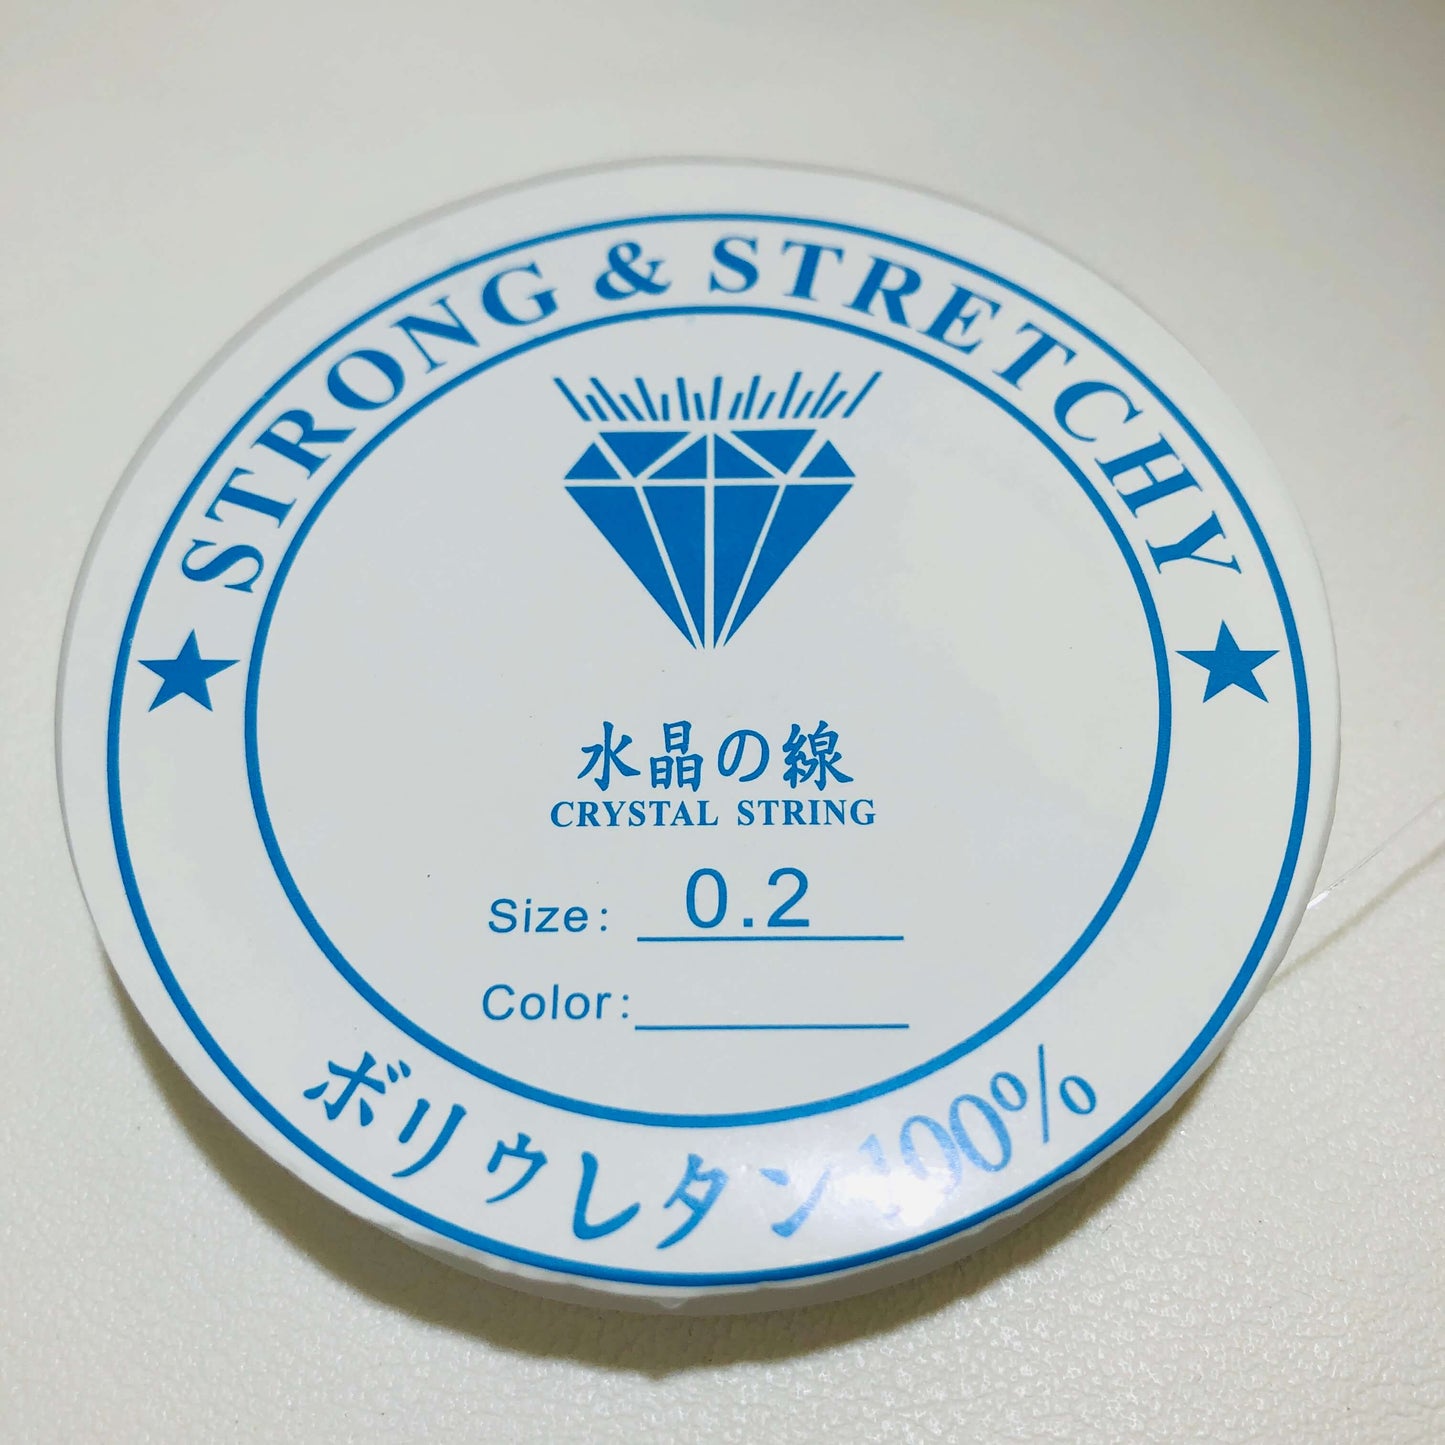 STRONG & STRETCHY
水晶の線
CRYSTAL STRING
Size: 0.2
Color:
ボリウレタン100%